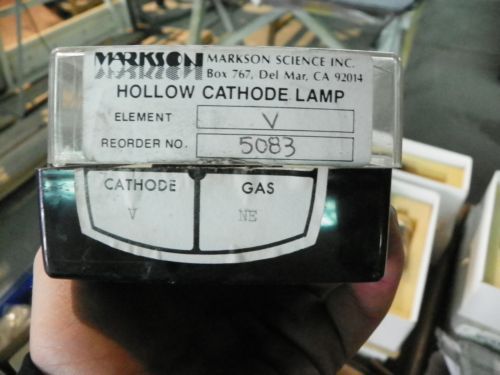 MARKSON MARKSON SCIENCE INC.
Box 767, Del Mar, CA 92014
HOLLOW CATHODE LAMP
ELEMENT V
REORDER NO. 5083
CATHODE GAS
V NE